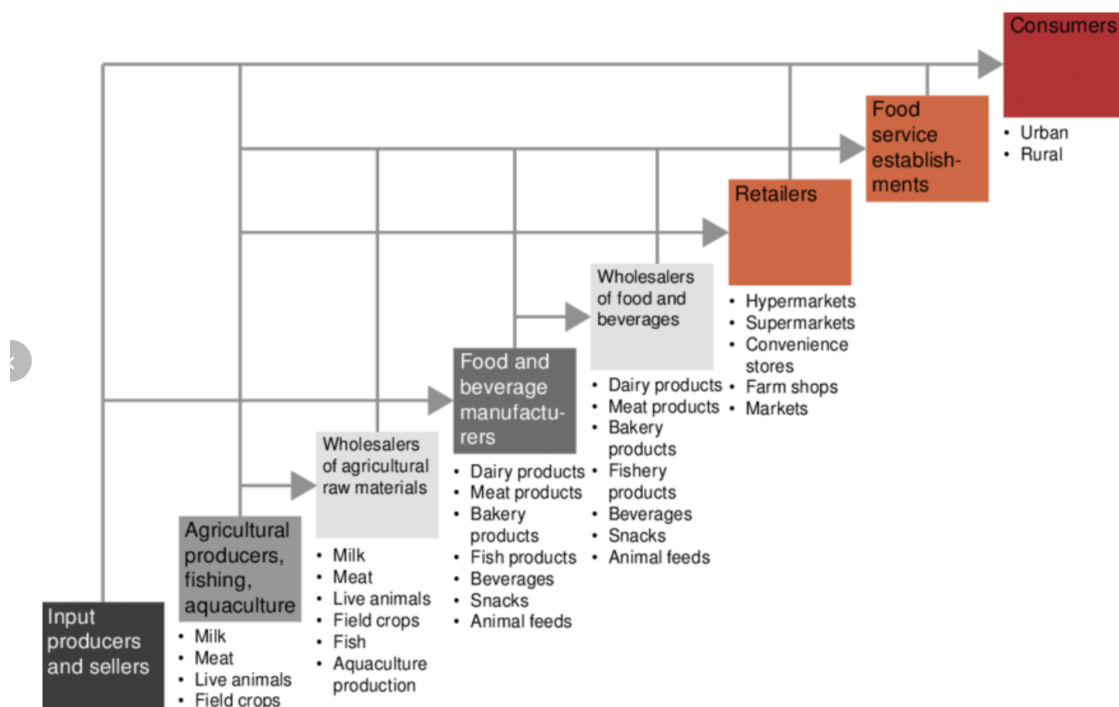 Consumers
• Urban
• Rural
Food
service
establish-
ments
Retailers
• Hypermarkets
• Supermarkets
• Convenience
stores
• Farm shops
• Markets
Wholesalers
of food and
beverages
• Dairy products
• Meat products
• Bakery
products
• Fishery
products
• Beverages
• Snacks
• Animal feeds
Food and
beverage
manufactu-
rers
• Dairy products
• Meat products
• Bakery
products
• Fish products
• Beverages
• Snacks
• Animal feeds
Wholesalers
of agricultural
raw materials
• Milk
• Meat
• Live animals
• Field crops
• Fish
• Aquaculture
production
Agricultural
producers,
fishing,
aquaculture
• Milk
• Meat
• Live animals
• Field crops
Input
producers
and sellers